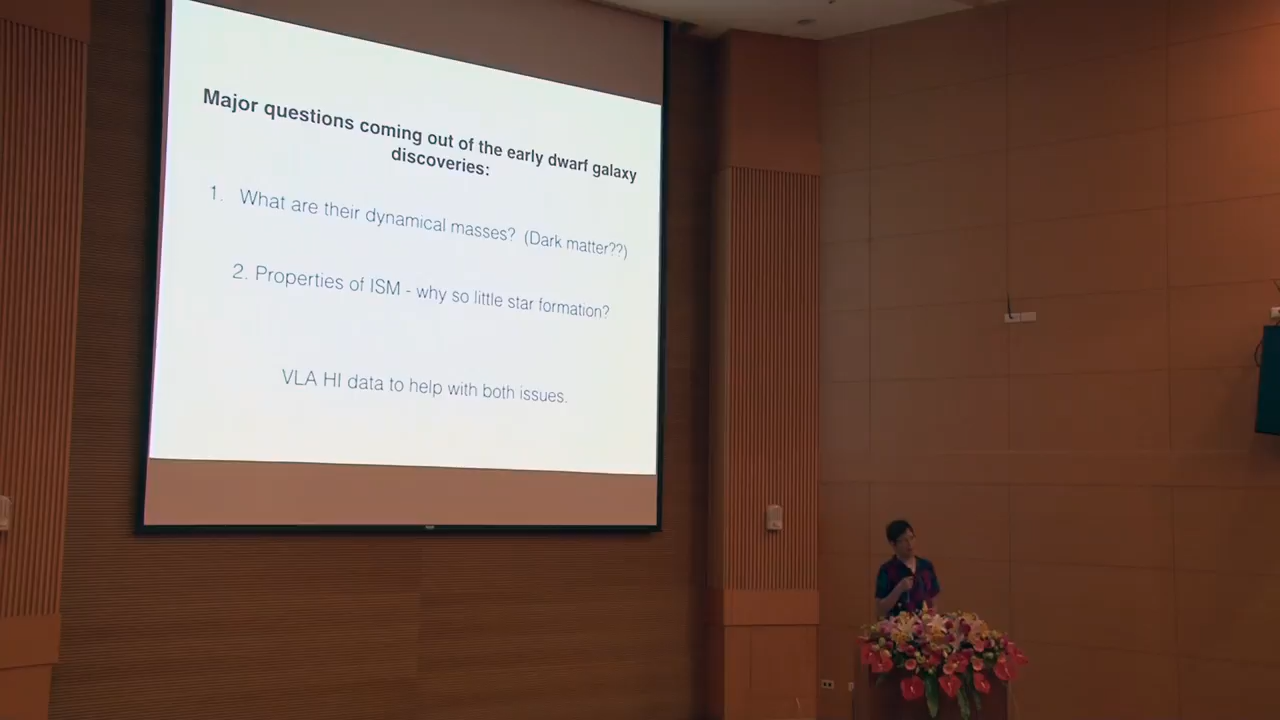 Major questions coming out of the early dwarf galaxy
discoveries:
1. What are their dynamical masses? (Dark matter??)
2. Properties of ISM - why so little star formation?
VLA HI data to help with both issues.